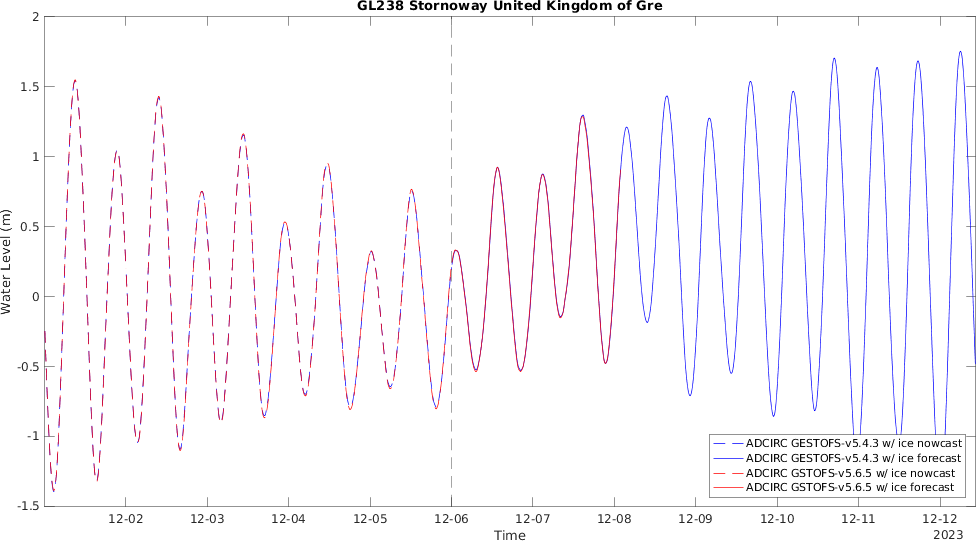 GL238 Stornoway United Kingdom of Gre
2
1.5
1
0.5
0
-0.5
-1
-1.5
Water Level (m)
ADCIRC GESTOFS-v5.4.3 w/ ice nowcast
ADCIRC GESTOFS-v5.4.3 w/ ice forecast
ADCIRC GSTOFS-v5.6.5 w/ ice nowcast
ADCIRC GSTOFS-v5.6.5 w/ ice forecast
12-02 12-03 12-04 12-05 12-06 12-07 12-08 12-09 12-10 12-11 12-12
Time
2023